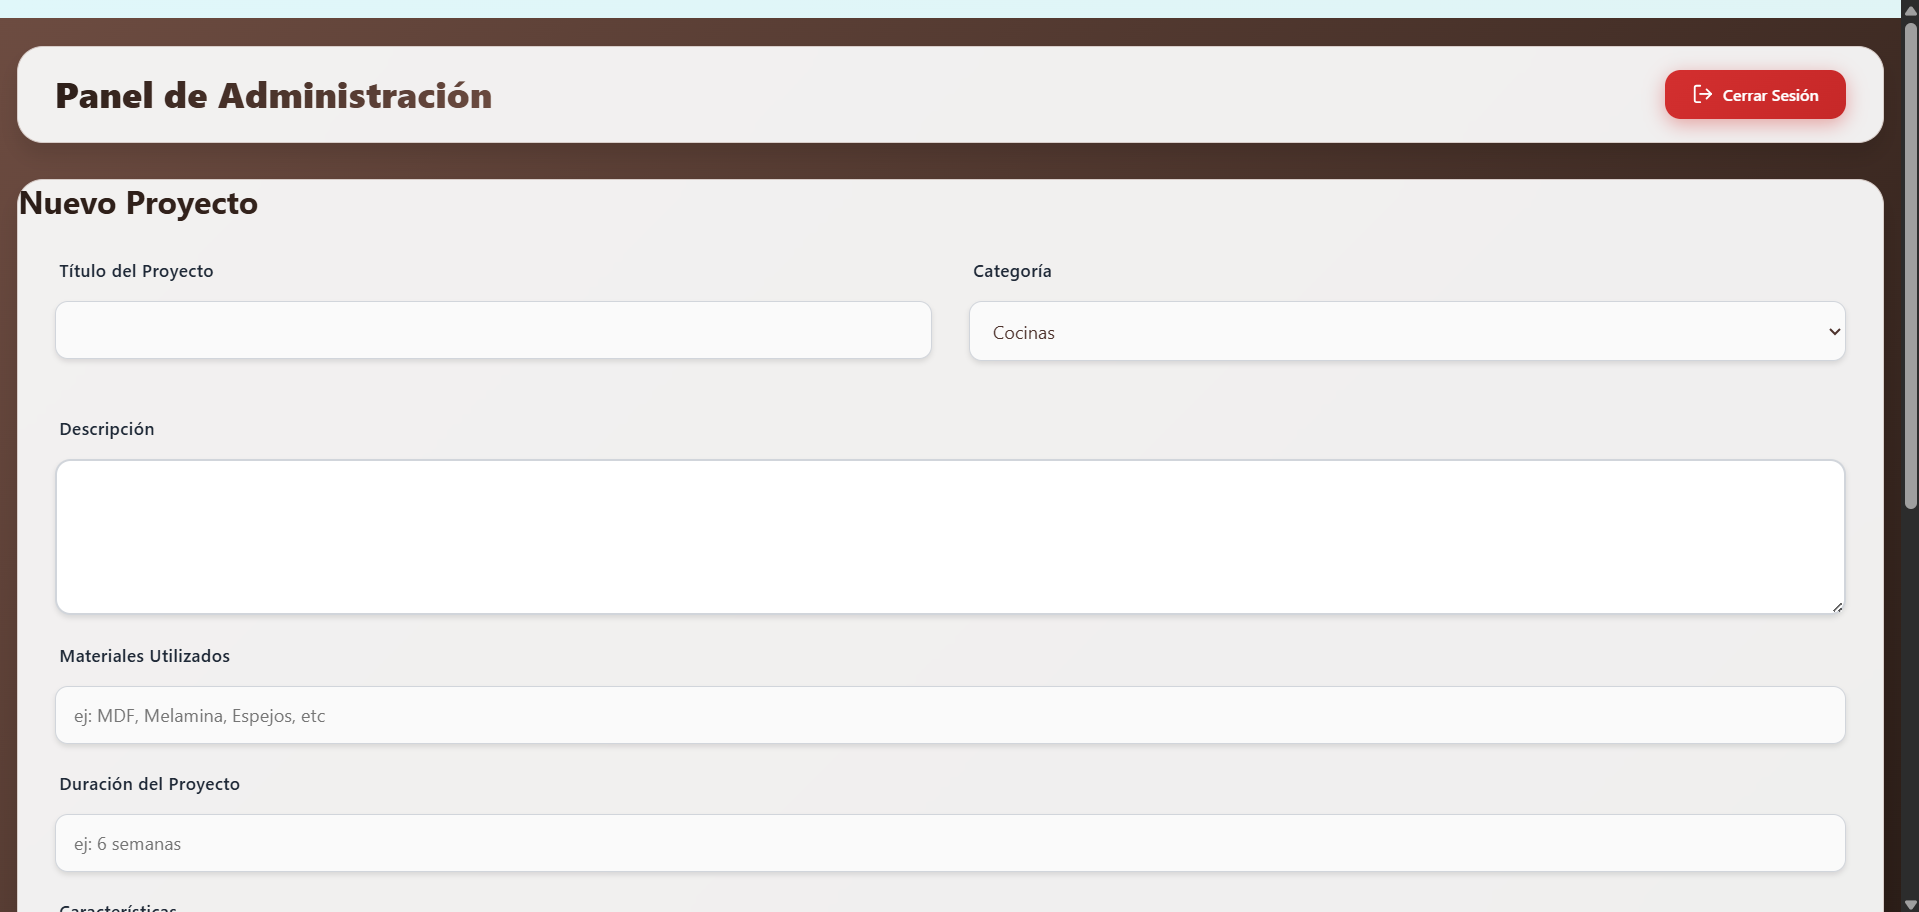 Panel de Administración
Cerrar Sesión
Nuevo Proyecto
Título del Proyecto
Categoría
Cocinas
Descripción
Materiales Utilizados
ej: MDF, Melamina, Espejos, etc
Duración del Proyecto
ej: 6 semanas
Características